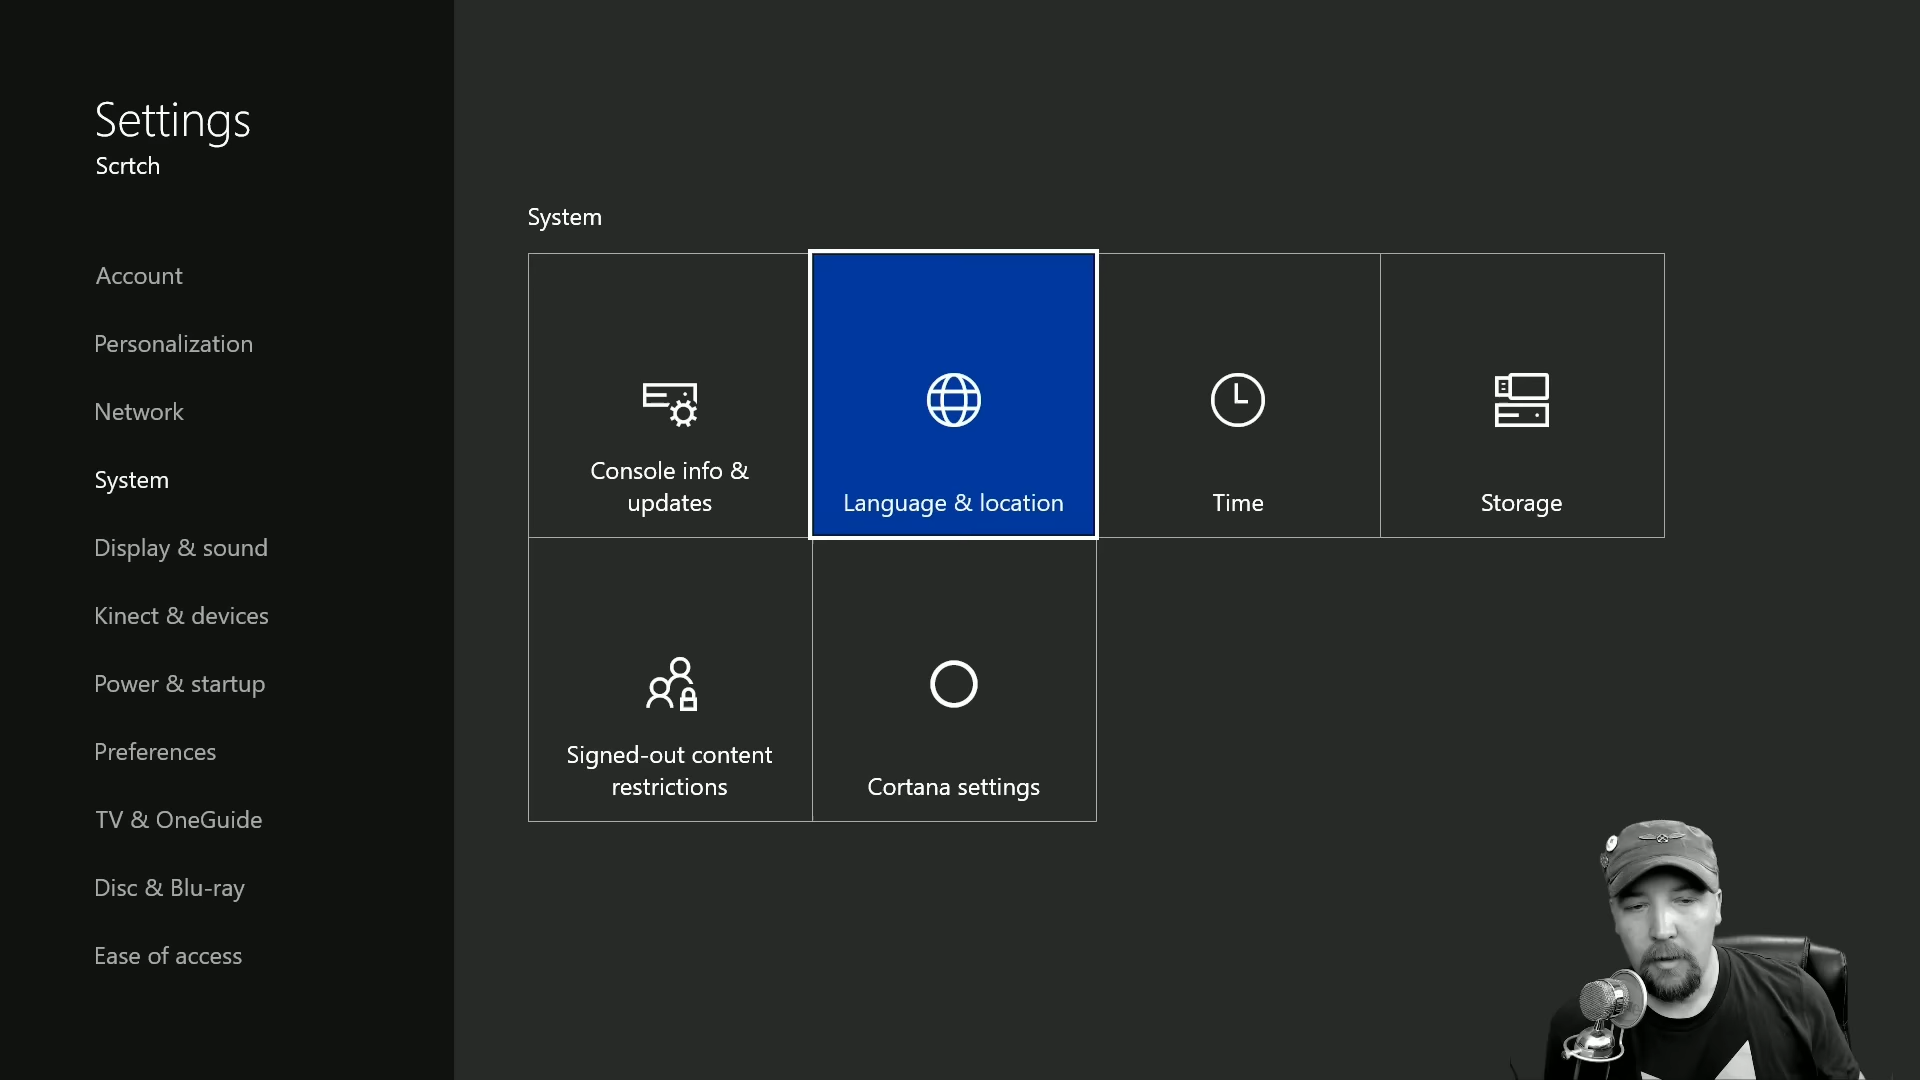 Settings
Scrtch
Account
Personalization
Network
System
Display & sound
Kinect & devices
Power & startup
Preferences
TV & OneGuide
Disc & Blu-ray
Ease of access
System
Console info &
updates
Language & location
Time
Storage
Signed-out content
restrictions
Cortana settings